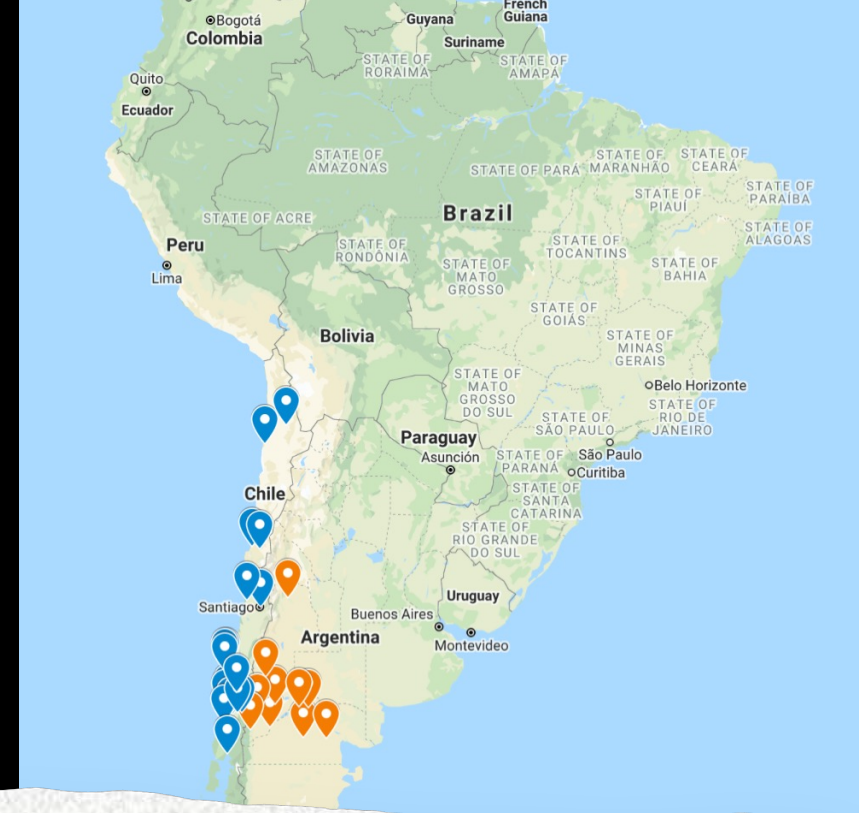 French
Guiana
Bogotá
Guyana
Colombia
Suriname
STATE OF
RORAIMA
STATE OF
AMAPÁ
Quito
Ecuador
STATE OF
AMAZONAS
STATE OF PARÁ
STATE OF
MARANHÃO
STATE OF
CEARÁ
STATE OF
PARAÍBA
STATE OF
PIAUÍ
STATE OF ACRE
Brazil
STATE OF
ALAGOAS
Peru
STATE OF
RONDÔNIA
STATE OF
TOCANTINS
Lima
STATE OF
MATO
GROSSO
STATE OF
BAHIA
STATE OF
GOIÁS
Bolivia
STATE OF
MINAS
GERAIS
STATE OF
MATO
GROSSO
DO SUL
Belo Horizonte
STATE OF
RIO DE
JANEIRO
STATE OF
SÃO PAULO
Paraguay
Asunción
STATE OF
PARANÁ
São Paulo
Curitiba
Chile
STATE OF
SANTA
CATARINA
STATE OF
RIO GRANDE
DO SUL
Uruguay
Santiago
Buenos Aires
Argentina
Montevideo